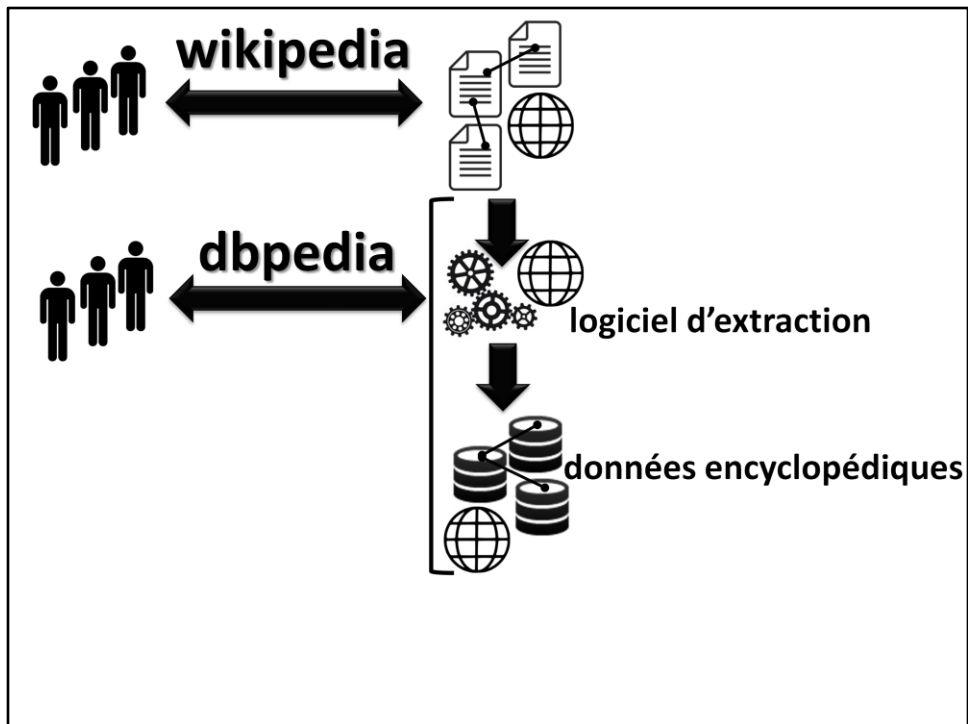 wikipedia
dbpedia
logiciel d’extraction
données encyclopédiques